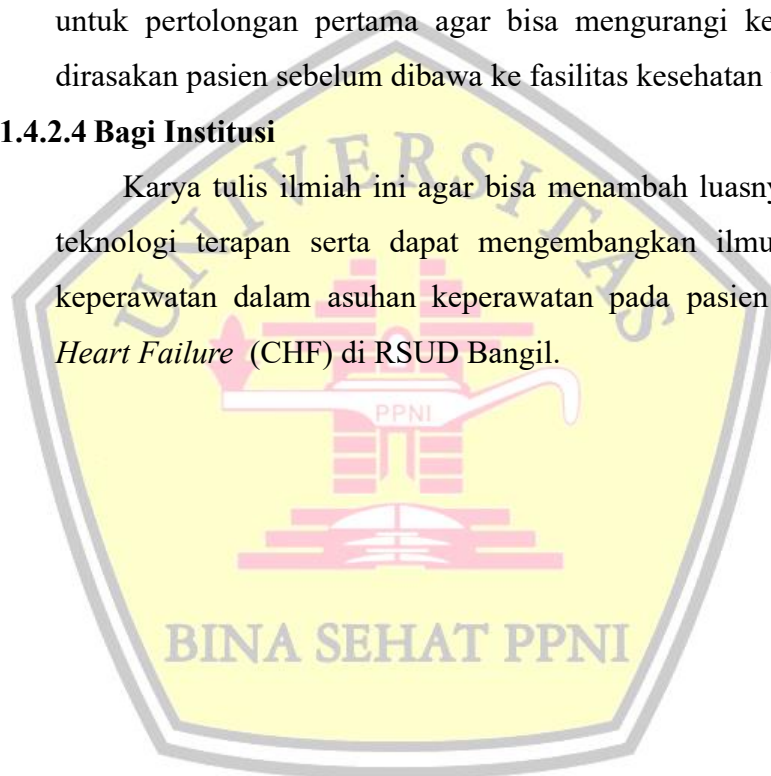 untuk pertolongan pertama agar bisa mengurangi ke
dirasakan pasien sebelum dibawa ke fasilitas kesehatan
1.4.2.4 Bagi Institusi
Karya tulis ilmiah ini agar bisa menambah luasny
teknologi terapan serta dapat mengembangkan ilmu
keperawatan dalam asuhan keperawatan pada pasien
Heart Failure (CHF) di RSUD Bangil.
UNIVERSITAS
PPNI
BINA SEHAT PPNI